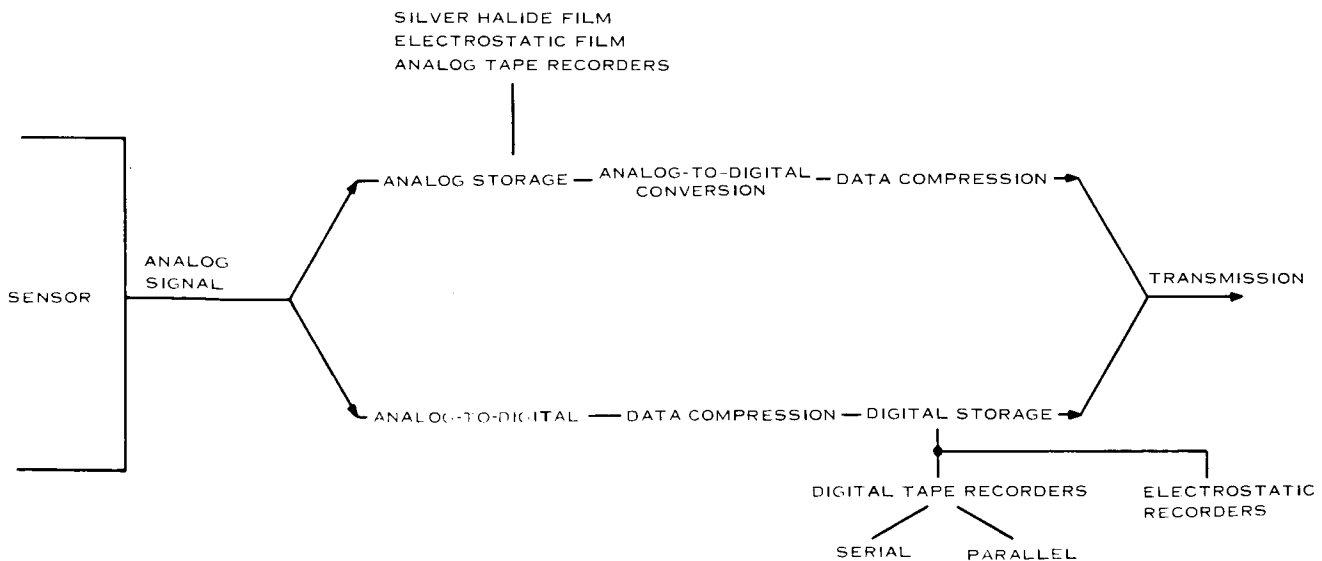 SILVER HALIDE FILM
ELECTROSTATIC FILM
ANALOG TAPE RECORDERS
ANALOG STORAGE
ANALOG-TO-DIGITAL
CONVERSION
DATA COMPRESSION
ANALOG
SIGNAL
SENSOR
TRANSMISSION
ANALOG-TO-DIGITAL
DATA COMPRESSION
DIGITAL STORAGE
DIGITAL TAPE RECORDERS
ELECTROSTATIC
RECORDERS
SERIAL
PARALLEL